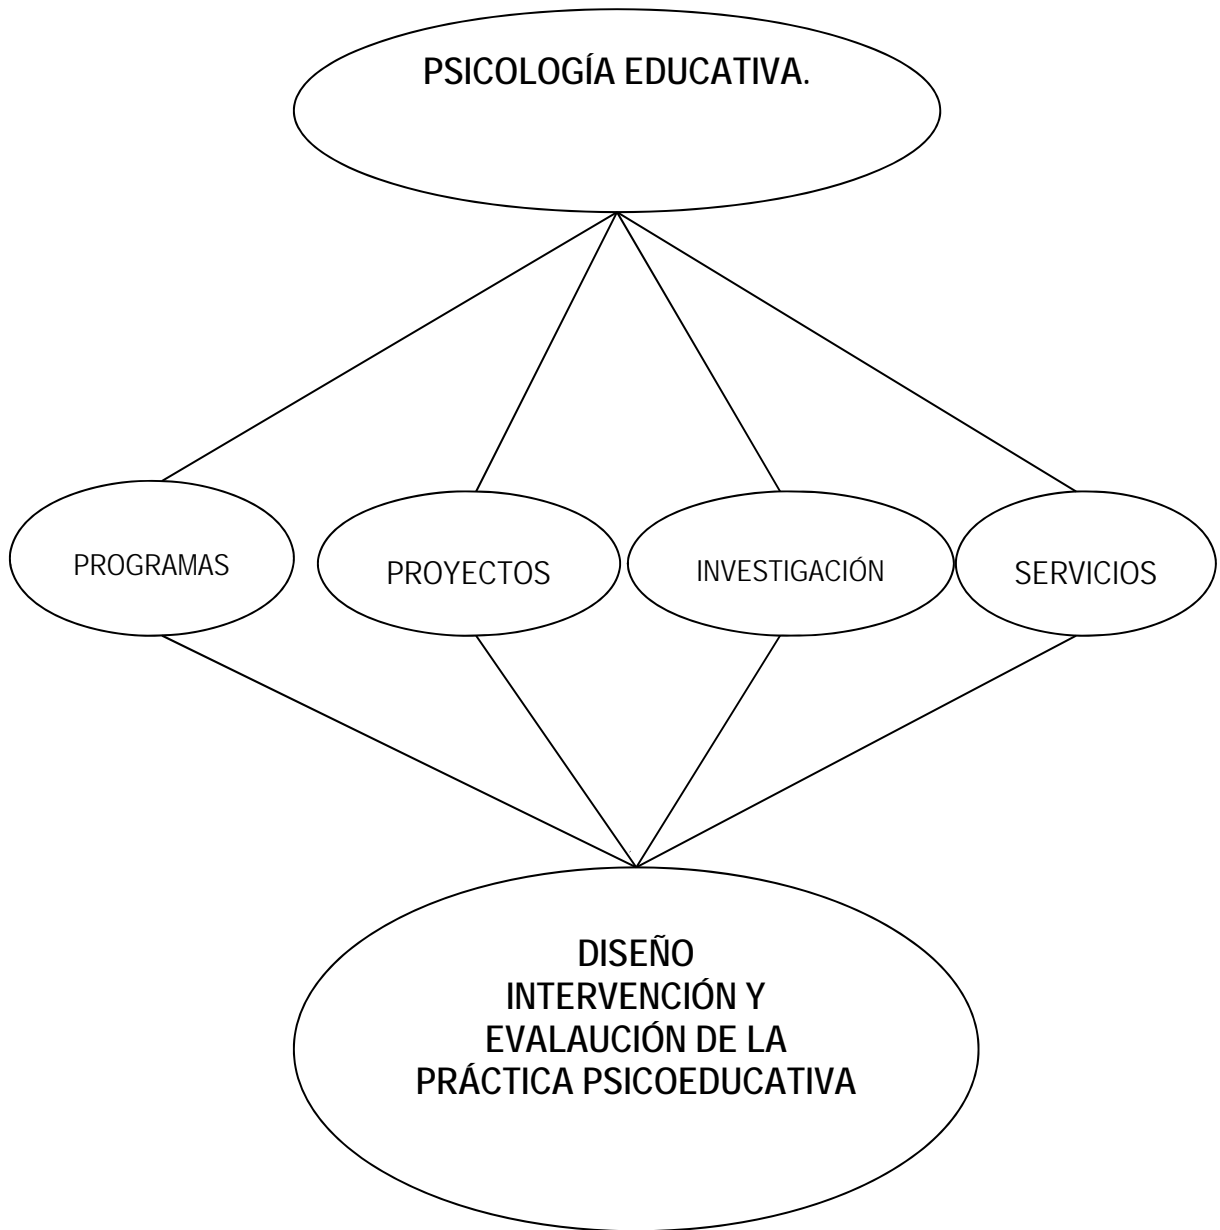 PSICOLOGÍA EDUCATIVA.
PROGRAMAS
PROYECTOS
INVESTIGACIÓN
SERVICIOS
DISEÑO
INTERVENCIÓN Y
EVALAUCIÓN DE LA
PRÁCTICA PSICOEDUCATIVA